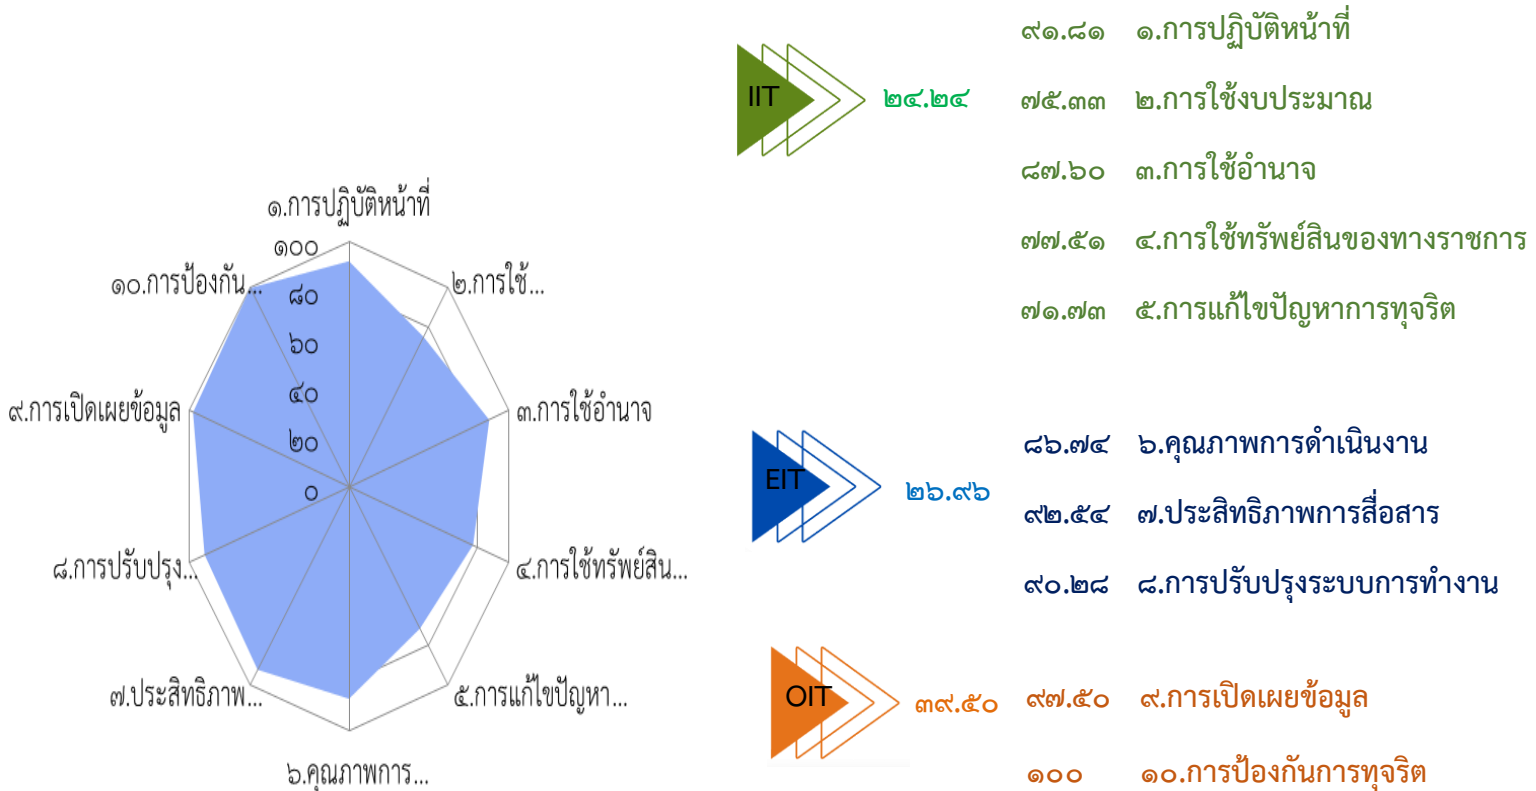 ๑.การปฏิบัติหน้าที่
๑๐๐
๑๐.การป้องกัน...
๘๐
๒.การใช้...
๖๐
๙.การเปิดเผยข้อมูล
๔๐
๓.การใช้อำนาจ
๒๐
๐
๘.การปรับปรุง...
๔.การใช้ทรัพย์สิน...
๗.ประสิทธิภาพ...
๕.การแก้ไขปัญหา...
๖.คุณภาพการ...
IIT ๒๔.๒๔
๙๑.๘๑ ๑.การปฏิบัติหน้าที่
๗๕.๓๓ ๒.การใช้งบประมาณ
๘๗.๖๐ ๓.การใช้อำนาจ
๗๗.๕๑ ๔.การใช้ทรัพย์สินของทางราชการ
๗๑.๗๓ ๕.การแก้ไขปัญหาการทุจริต
EIT ๒๖.๙๖
๘๖.๗๔ ๖.คุณภาพการดำเนินงาน
๙๒.๕๔ ๗.ประสิทธิภาพการสื่อสาร
๙๐.๒๘ ๘.การปรับปรุงระบบการทำงาน
OIT ๓๙.๕๐
๙๗.๕๐ ๙.การเปิดเผยข้อมูล
๑๐๐ ๑๐.การป้องกันการทุจริต